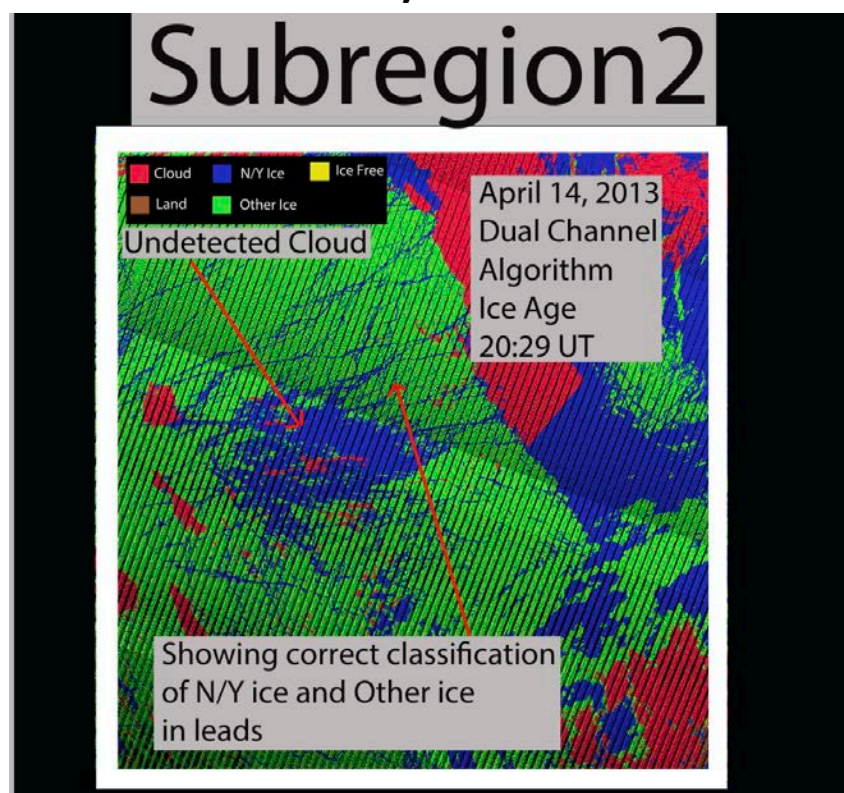 Subregion2
Cloud N/Y Ice Ice Free
Land Other Ice
Undetected Cloud
April 14, 2013
Dual Channel
Algorithm
Ice Age
20:29 UT
Showing correct classification
of N/Y ice and Other ice
in leads